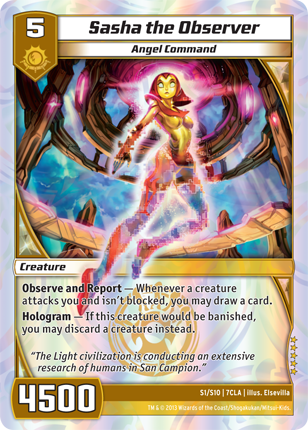 5
Sasha the Observer
Angel Command
Creature
Observe and Report — Whenever a creature
attacks you and isn't blocked, you may draw a card.
Hologram — If this creature would be banished,
you may discard a creature instead.
"The Light civilization is conducting an extensive
research of humans in San Campion."
4500
S1/S10 | 7CLA | illus. Elsevilla
TM & © 2013 Wizards of the Coast/Shogakukan/Mitsui-Kids.